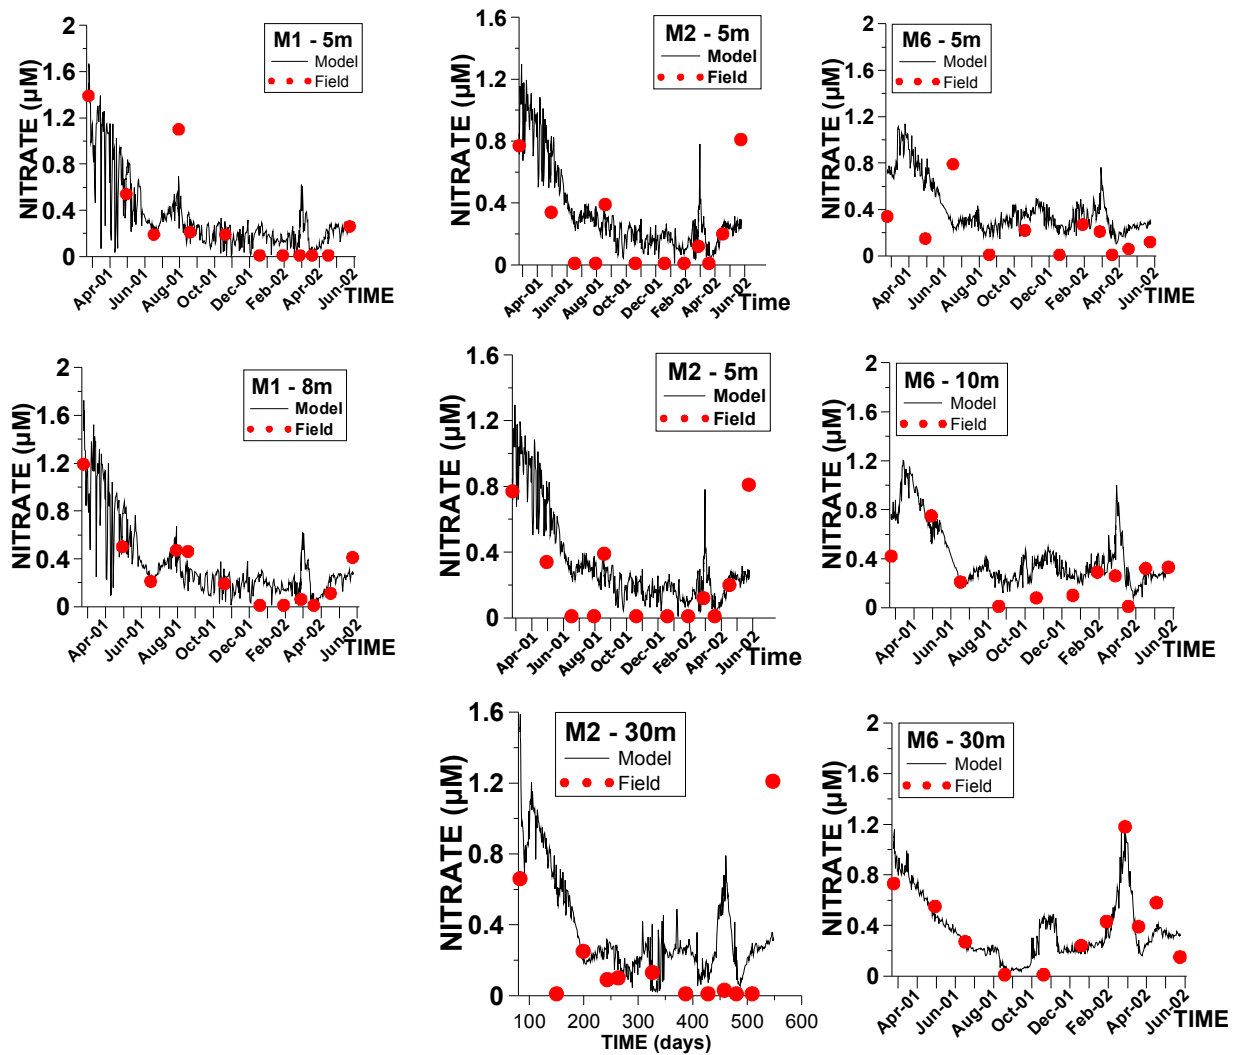 M1 - 5m
Model
Field
NITRATE (µM)
2
1.6
1.2
0.8
0.4
0
Apr-01
Jun-01
Aug-01
Oct-01
Dec-01
Feb-02
Apr-02
Jun-02
TIME
M2 - 5m
Model
Field
NITRATE (µM)
1.6
1.2
0.8
0.4
0
Apr-01
Jun-01
Aug-01
Oct-01
Dec-01
Feb-02
Apr-02
Jun-02
Time
M6 - 5m
Model
Field
NITRATE (µM)
2
1.6
1.2
0.8
0.4
0
Apr-01
Jun-01
Aug-01
Oct-01
Dec-01
Feb-02
Apr-02
Jun-02
TIME
M1 - 8m
Model
Field
NITRATE (µM)
2
1.6
1.2
0.8
0.4
0
Apr-01
Jun-01
Aug-01
Oct-01
Dec-01
Feb-02
Apr-02
Jun-02
TIME
M2 - 5m
Model
Field
NITRATE (µM)
1.6
1.2
0.8
0.4
0
Apr-01
Jun-01
Aug-01
Oct-01
Dec-01
Feb-02
Apr-02
Jun-02
Time
M6 - 10m
Model
Field
NITRATE (µM)
2
1.6
1.2
0.8
0.4
0
Apr-01
Jun-01
Aug-01
Oct-01
Dec-01
Feb-02
Apr-02
Jun-02
TIME
M2 - 30m
Model
Field
NITRATE (µM)
1.6
1.2
0.8
0.4
0
100 200 300 400 500 600
TIME (days)
M6 - 30m
Model
Field
NITRATE (µM)
2
1.6
1.2
0.8
0.4
0
Apr-01
Jun-01
Aug-01
Oct-01
Dec-01
Feb-02
Apr-02
Jun-02
TIME